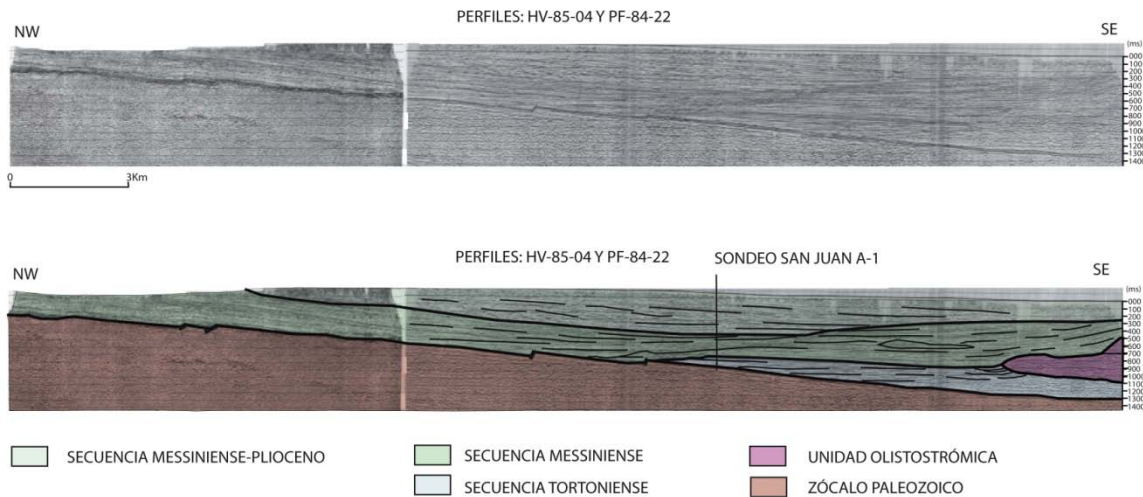 PERFILES: HV-85-04 Y PF-84-22
NW
SE
(ms)
000
100
200
300
400
500
600
700
800
900
1000
1100
1200
1300
1400
0 3Km
PERFILES: HV-85-04 Y PF-84-22
SONDEO SAN JUAN A-1
NW
SE
(ms)
000
100
200
300
400
500
600
700
800
900
1000
1100
1200
1300
1400
SECUENCIA MESSINIENSE-PLIOCENO
SECUENCIA MESSINIENSE
UNIDAD OLISTOSTRÓMICA
SECUENCIA TORTONIENSE
ZÓCALO PALEOZOICO